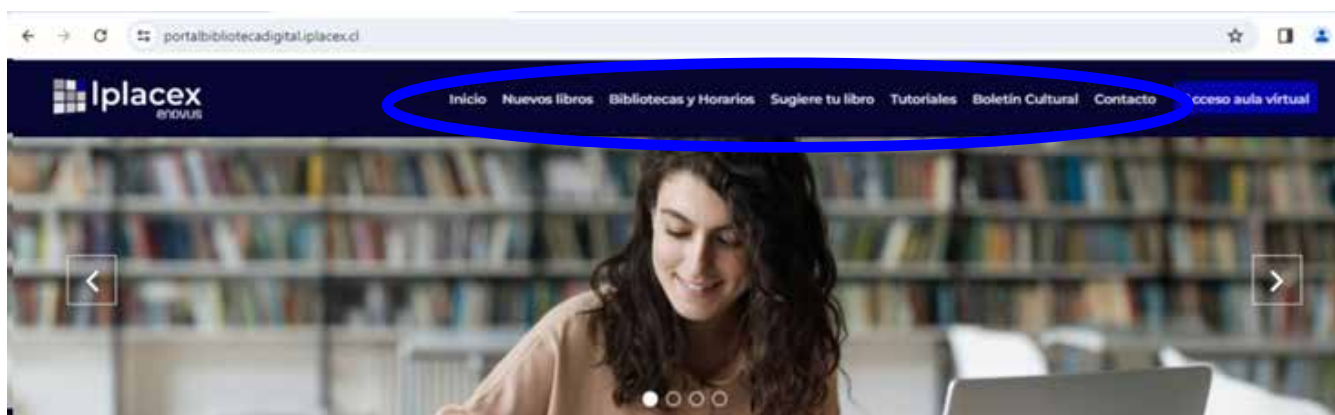 portalbibliotecadigital.iplacex.cl
Iplacex
enovus
Inicio Nuevos libros Bibliotecas y Horarios Sugiere tu libro Tutoriales Boletín Cultural Contacto cceso aula virtual